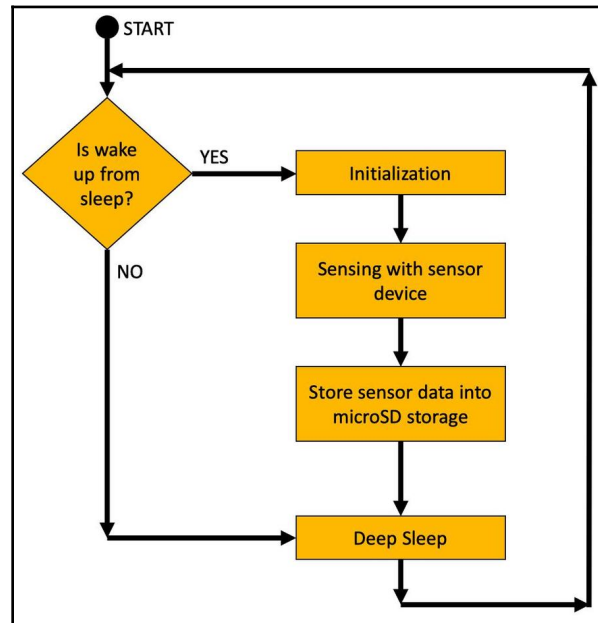 START
Is wake
up from
sleep?
YES
Initialization
Sensing with sensor
device
NO
Store sensor data into
microSD storage
Deep Sleep